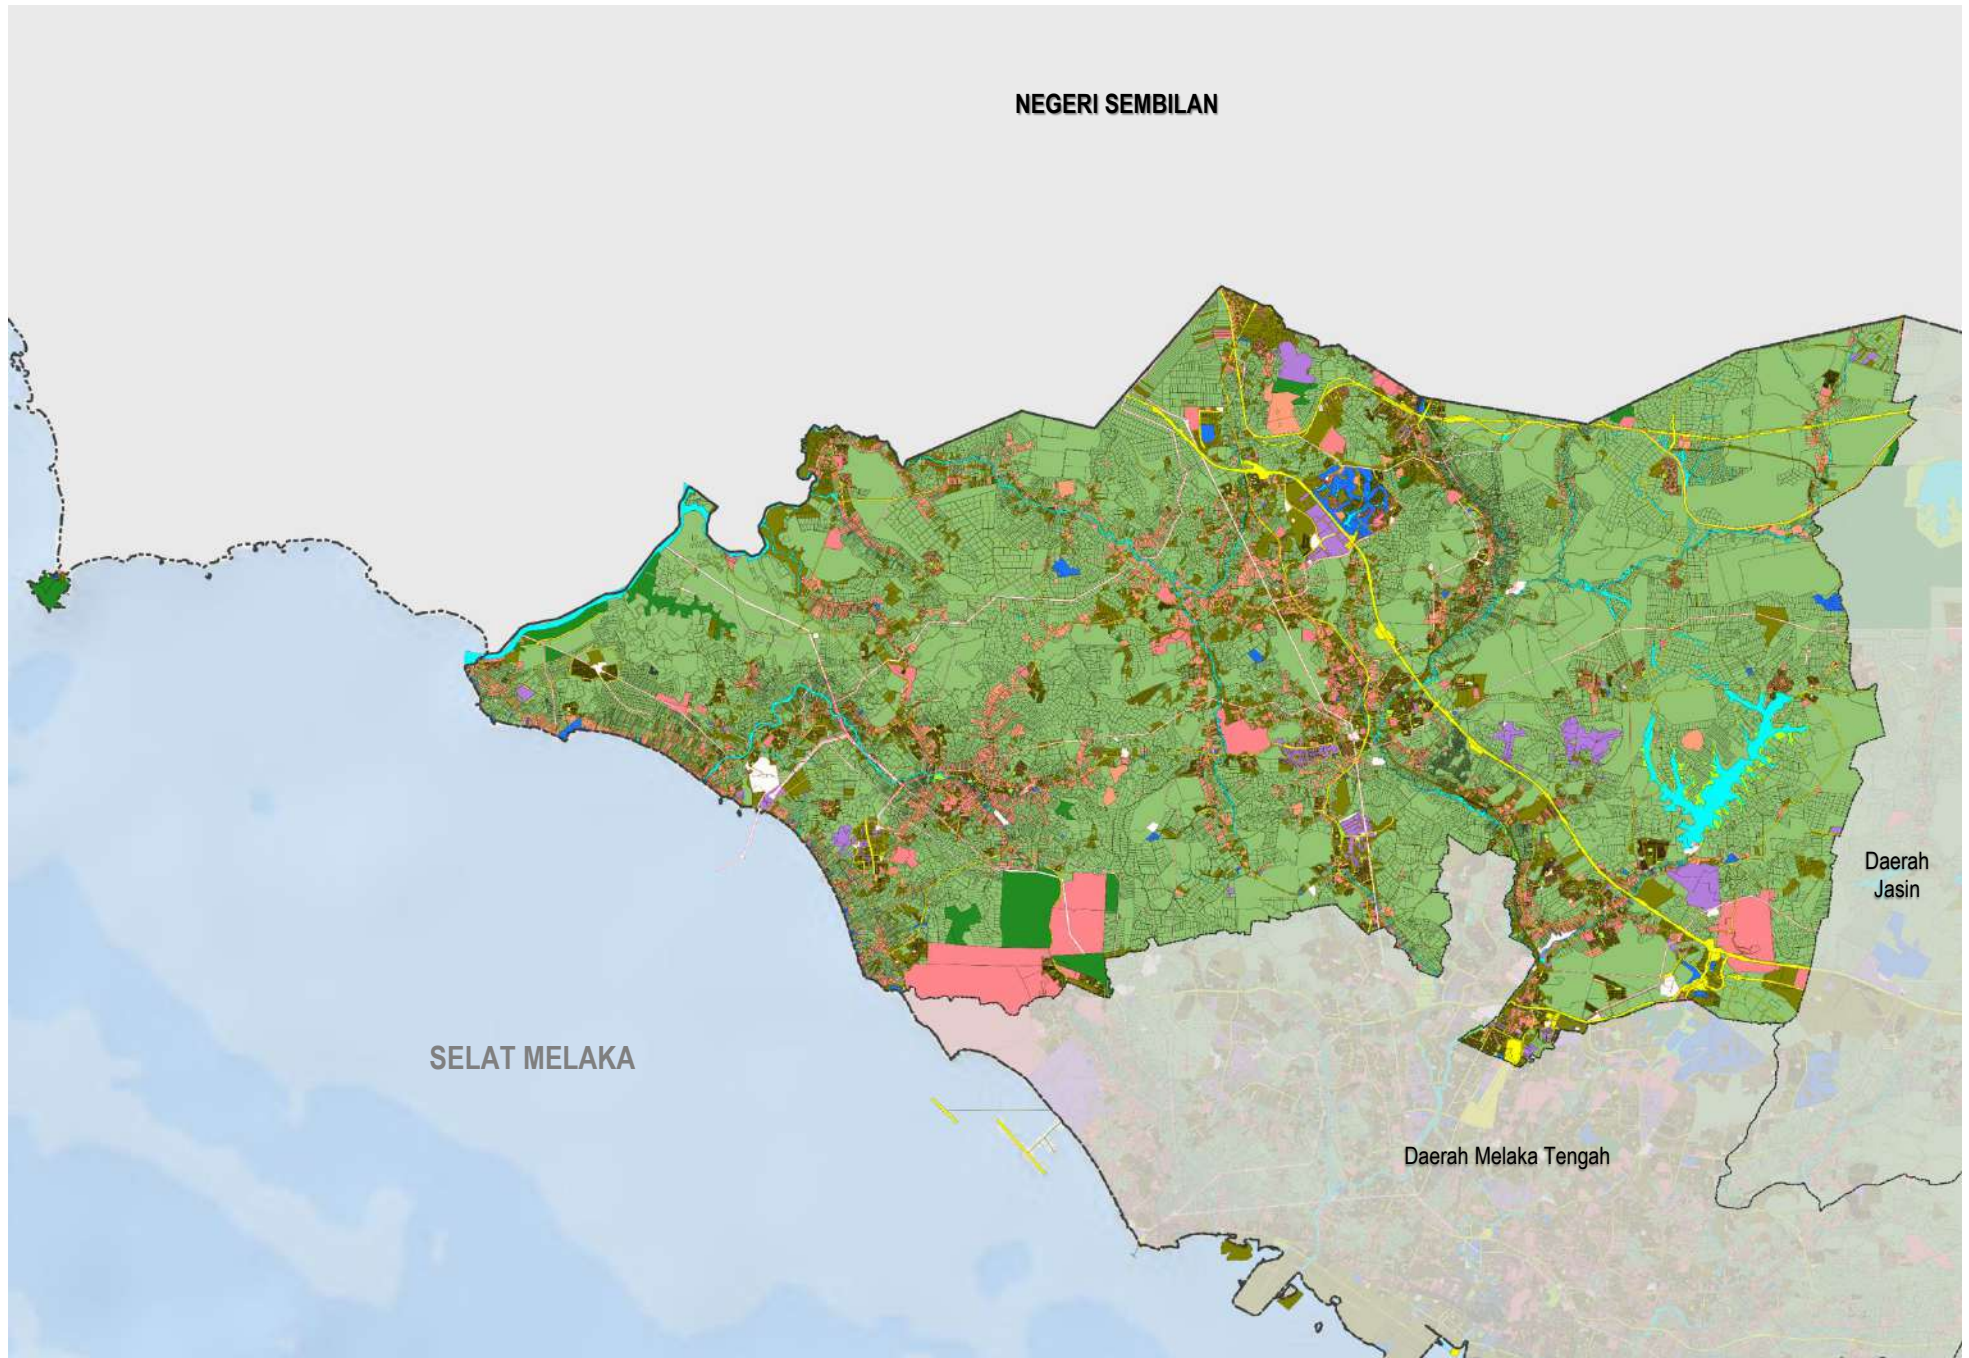 NEGERI SEMBILAN
Daerah
Jasin
SELAT MELAKA
Daerah Melaka Tengah